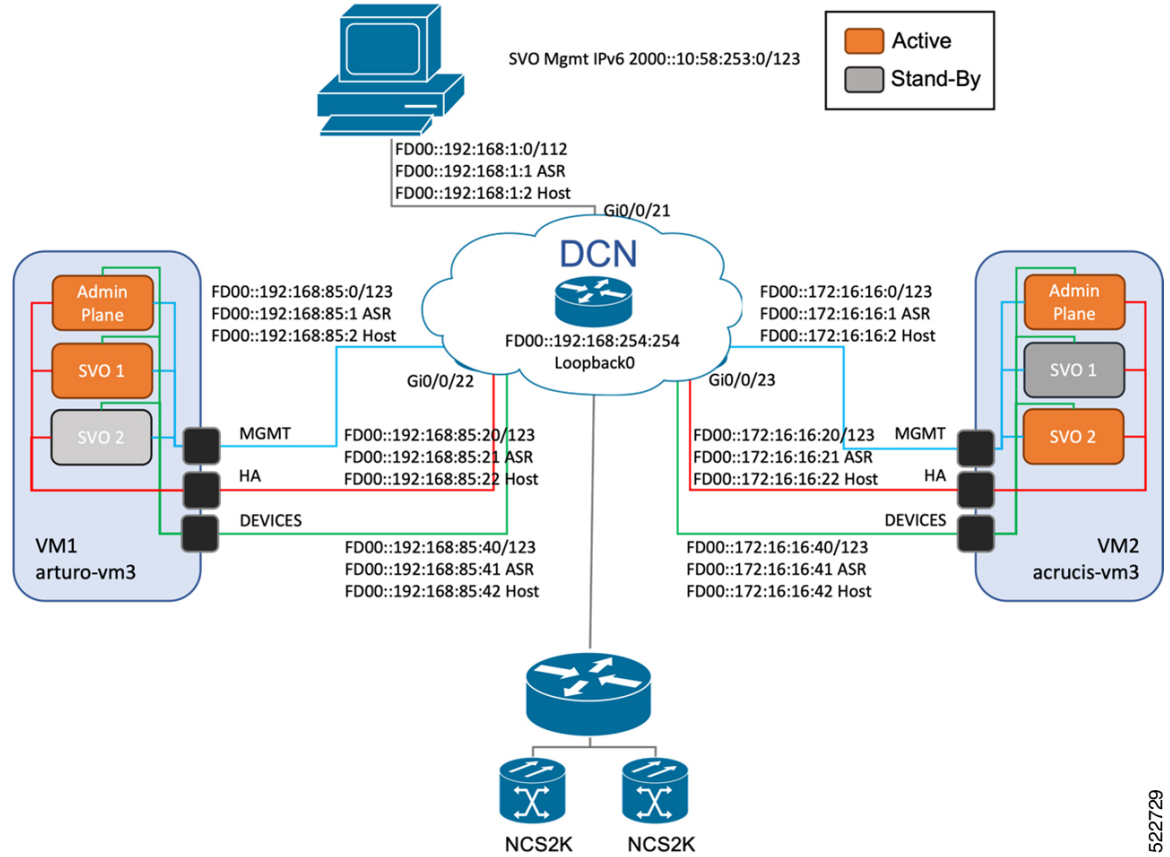 SVO Mgmt IPv6 2000::10:58:253:0/123
Active
Stand-By
FD00::192:168:1:0/112
FD00::192:168:1:1 ASR
FD00::192:168:1:2 Host
Gi0/0/21
DCN
FD00::192:168:254:254
Loopback0
Gi0/0/22
Gi0/0/23
Admin
Plane
SVO 1
SVO 2
FD00::192:168:85:0/123
FD00::192:168:85:1 ASR
FD00::192:168:85:2 Host
MGMT
HA
DEVICES
FD00::192:168:85:20/123
FD00::192:168:85:21 ASR
FD00::192:168:85:22 Host
FD00::192:168:85:40/123
FD00::192:168:85:41 ASR
FD00::192:168:85:42 Host
VM1
arturo-vm3
FD00::172:16:16:0/123
FD00::172:16:16:1 ASR
FD00::172:16:16:2 Host
Admin
Plane
SVO 1
SVO 2
FD00::172:16:16:20/123
FD00::172:16:16:21 ASR
FD00::172:16:16:22 Host
MGMT
HA
DEVICES
FD00::172:16:16:40/123
FD00::172:16:16:41 ASR
FD00::172:16:16:42 Host
VM2
acrucis-vm3
NCS2K
NCS2K
522729